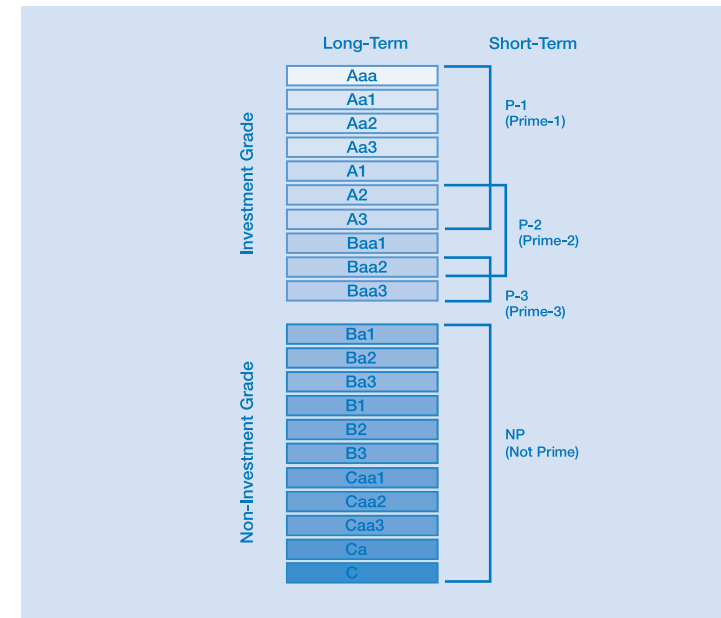 Long-Term Short-Term
Investment Grade
Aaa
Aa1
Aa2
Aa3
A1
A2
A3
Baa1
Baa2
Baa3
P-1
(Prime-1)
P-2
(Prime-2)
P-3
(Prime-3)
Non-Investment Grade
Ba1
Ba2
Ba3
B1
B2
B3
Caa1
Caa2
Caa3
Ca
C
NP
(Not Prime)